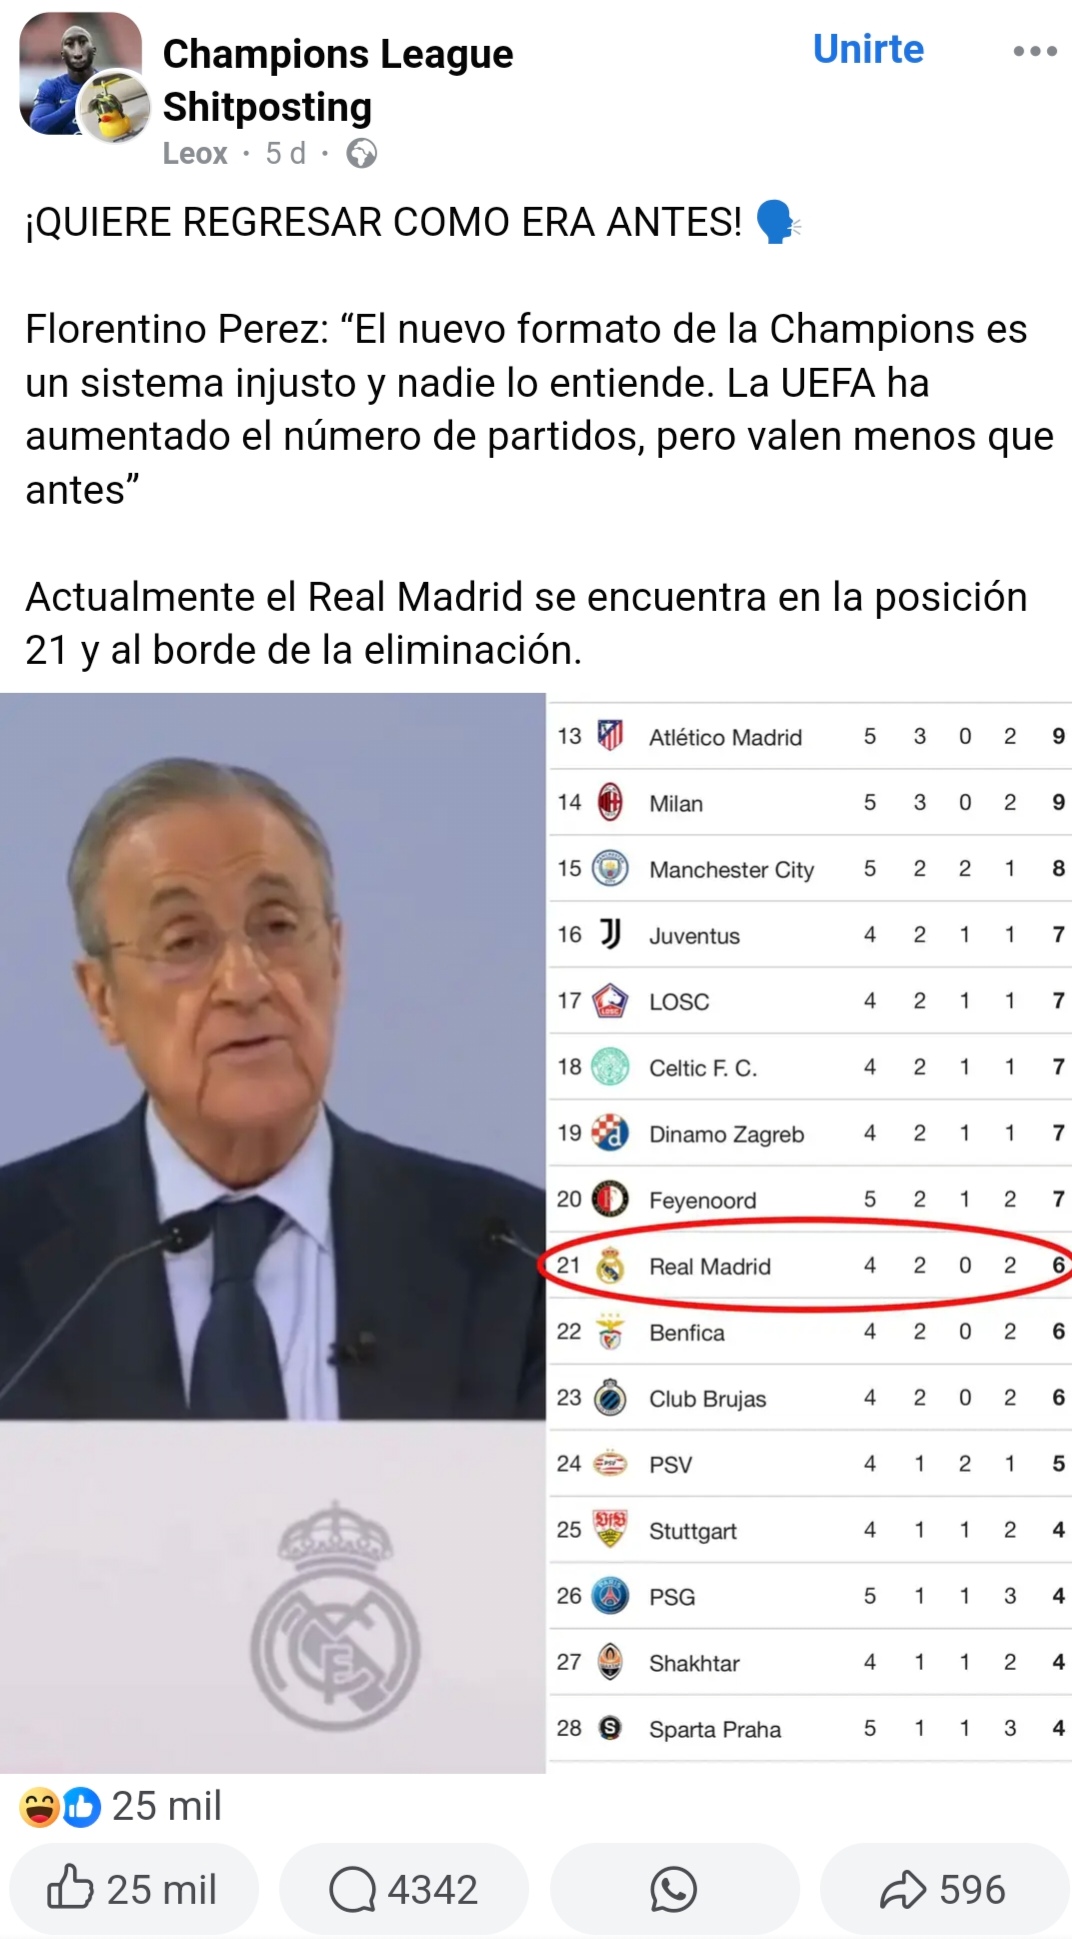 Champions League
Shitposting
Unirte
Leox · 5 d ·
¡QUIERE REGRESAR COMO ERA ANTES! 🗣️
Florentino Perez: “El nuevo formato de la Champions es
un sistema injusto y nadie lo entiende. La UEFA ha
aumentado el número de partidos, pero valen menos que
antes”
Actualmente el Real Madrid se encuentra en la posición
21 y al borde de la eliminación.
13 Atlético Madrid 5 3 0 2 9
14 Milan 5 3 0 2 9
15 Manchester City 5 2 2 1 8
16 Juventus 4 2 1 1 7
17 LOSC 4 2 1 1 7
18 Celtic F. C. 4 2 1 1 7
19 Dinamo Zagreb 4 2 1 1 7
20 Feyenoord 5 2 1 2 7
21 Real Madrid 4 2 0 2 6
22 Benfica 4 2 0 2 6
23 Club Brujas 4 2 0 2 6
24 PSV 4 1 2 1 5
25 Stuttgart 4 1 1 2 4
26 PSG 5 1 1 3 4
27 Shakhtar 4 1 1 2 4
28 Sparta Praha 5 1 1 3 4
25 mil
25 mil 4342 596